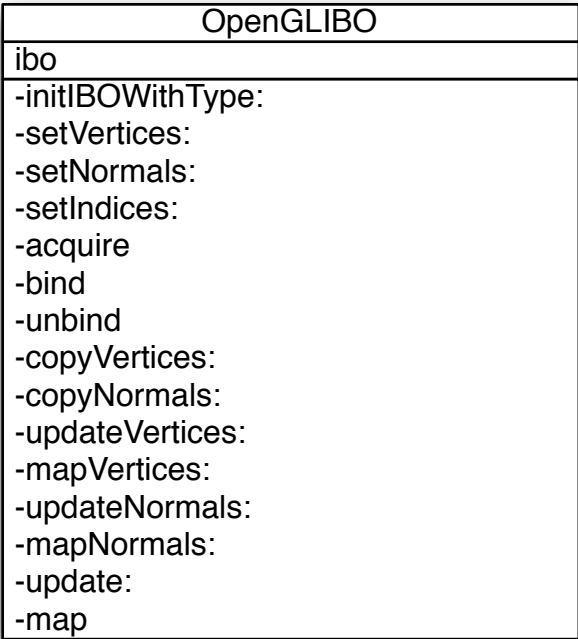 OpenGLIBO
ibo
-initIBOWithType:
-setVertices:
-setNormals:
-setIndices:
-acquire
-bind
-unbind
-copyVertices:
-copyNormals:
-updateVertices:
-mapVertices:
-updateNormals:
-mapNormals:
-update:
-map